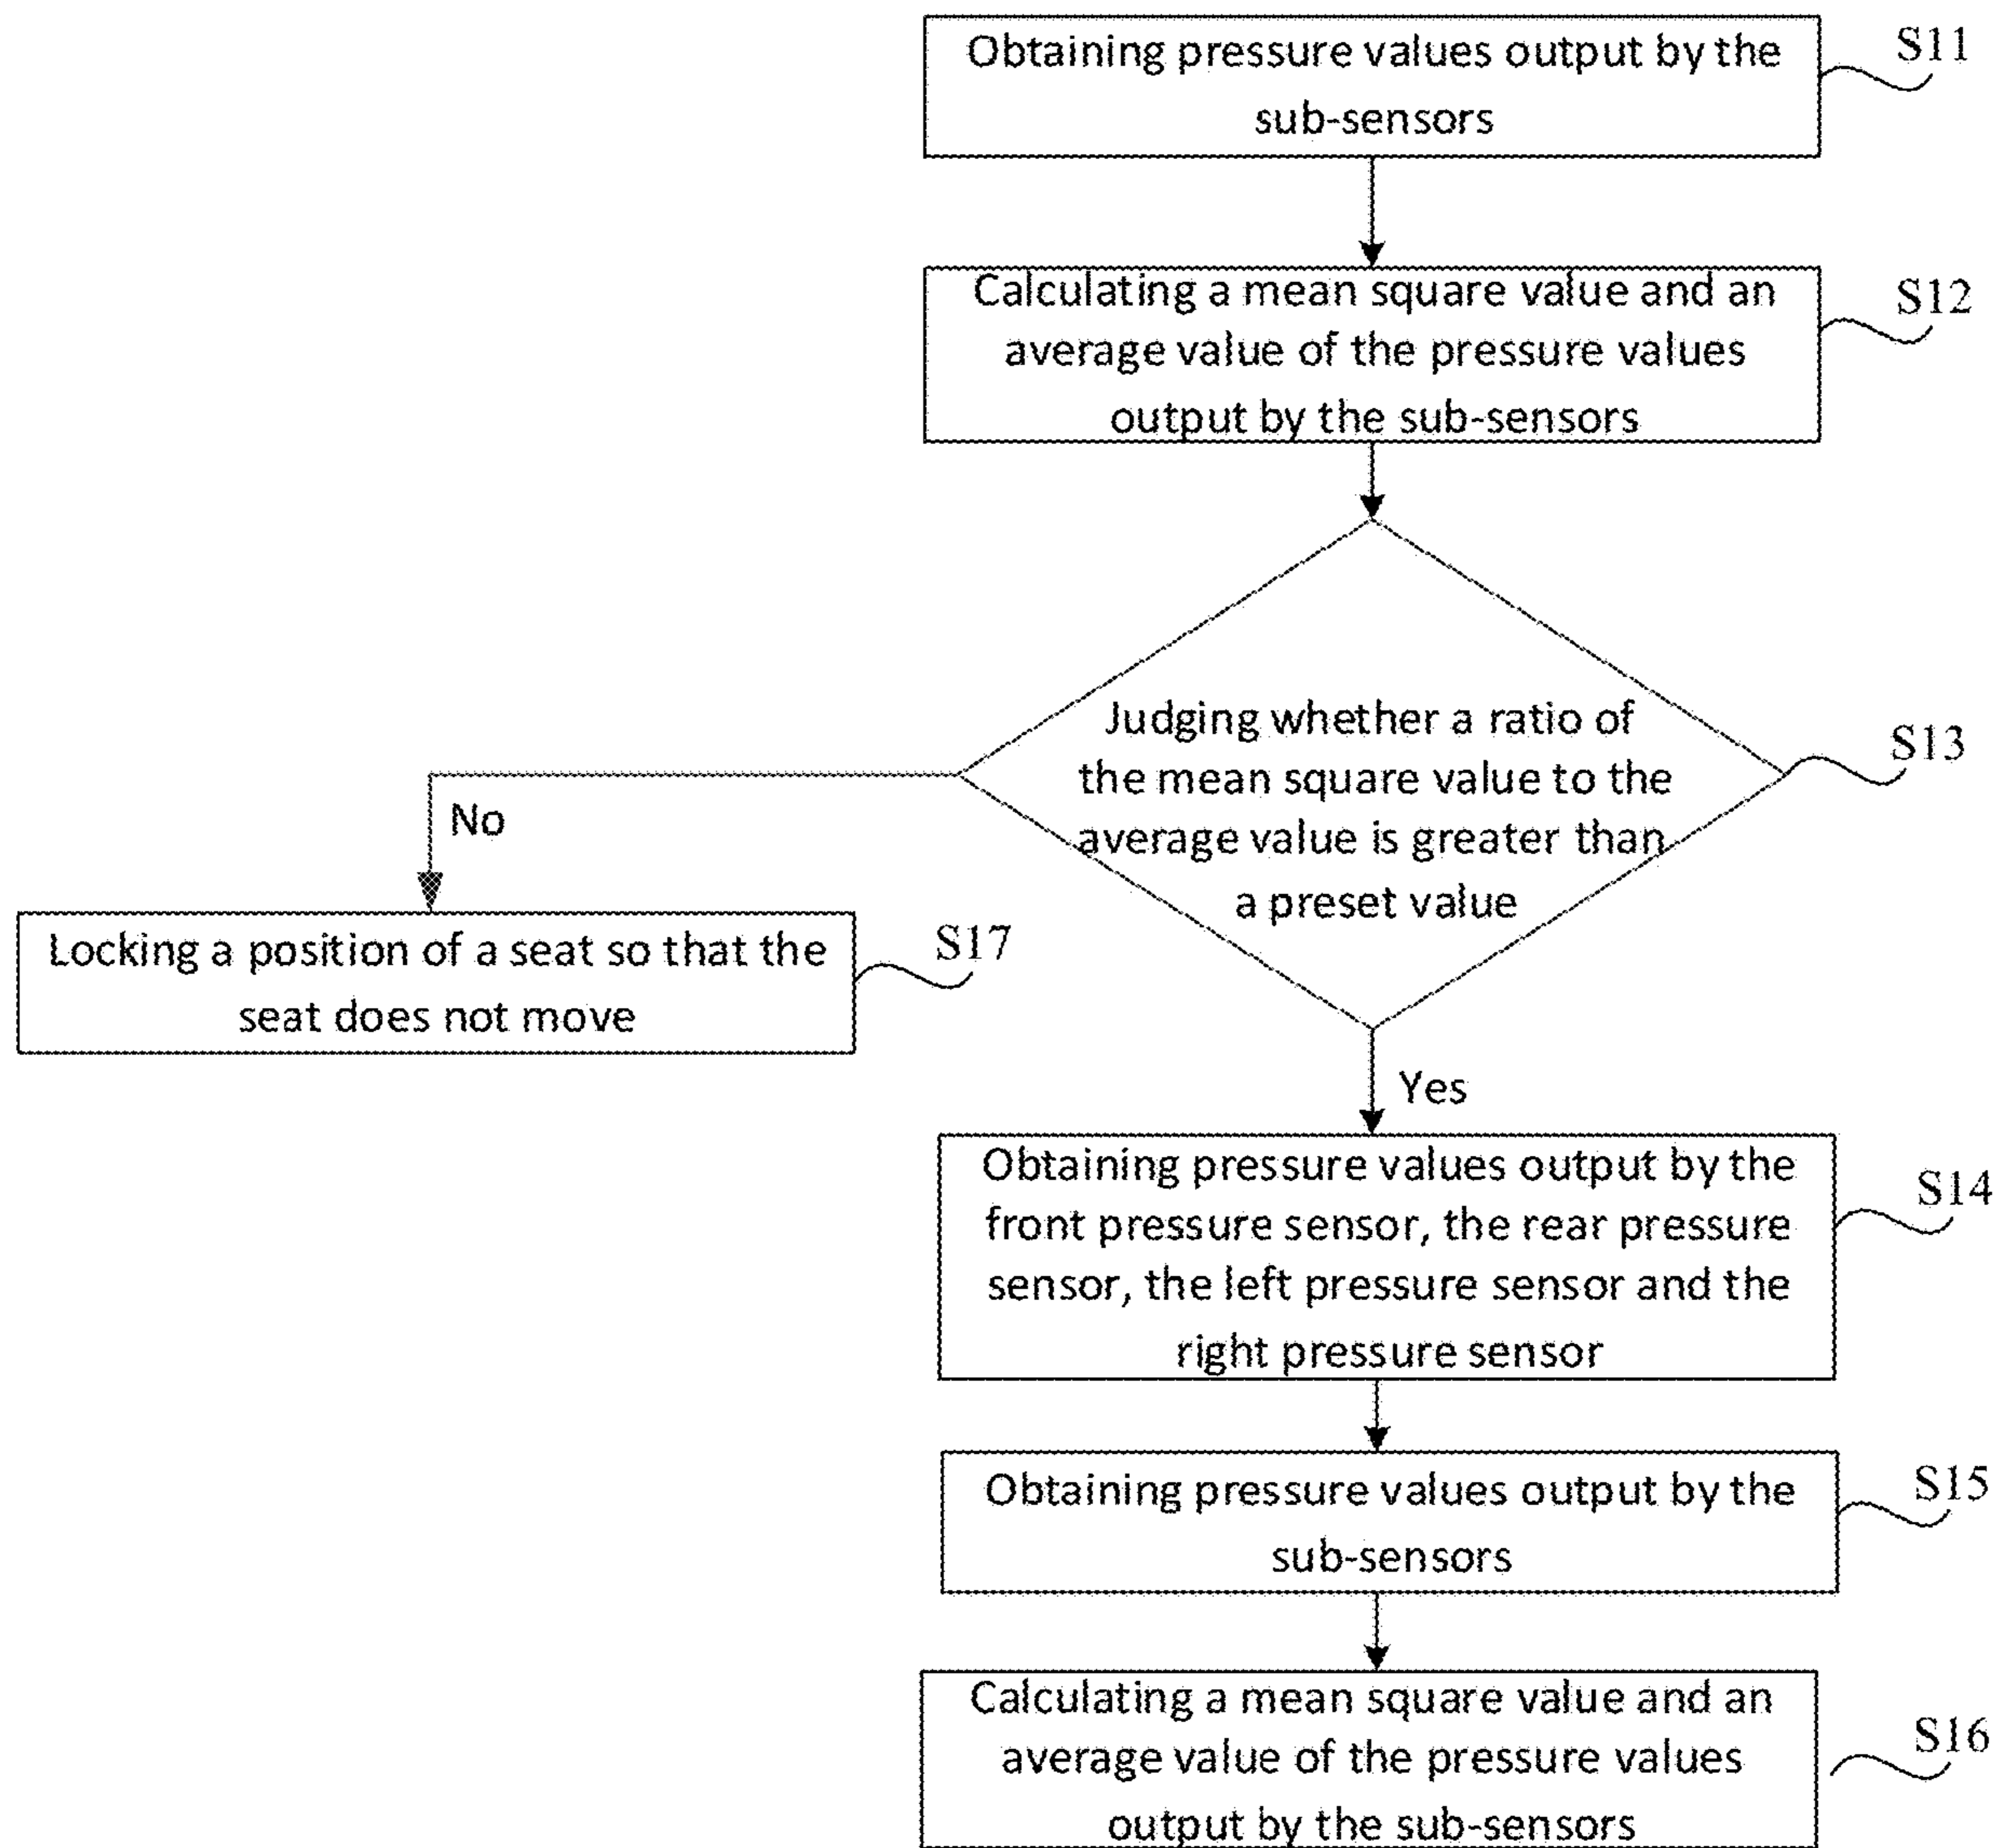 Obtaining pressure values output by the
sub-sensors
S11
Calculating a mean square value and an
average value of the pressure values
output by the sub-sensors
S12
Judging whether a ratio of
the mean square value to the
average value is greater than
a preset value
S13
No
Locking a position of a seat so that the
seat does not move
S17
Yes
Obtaining pressure values output by the
front pressure sensor, the rear pressure
sensor, the left pressure sensor and the
right pressure sensor
S14
Obtaining pressure values output by the
sub-sensors
S15
Calculating a mean square value and an
average value of the pressure values
output by the sub-sensors
S16